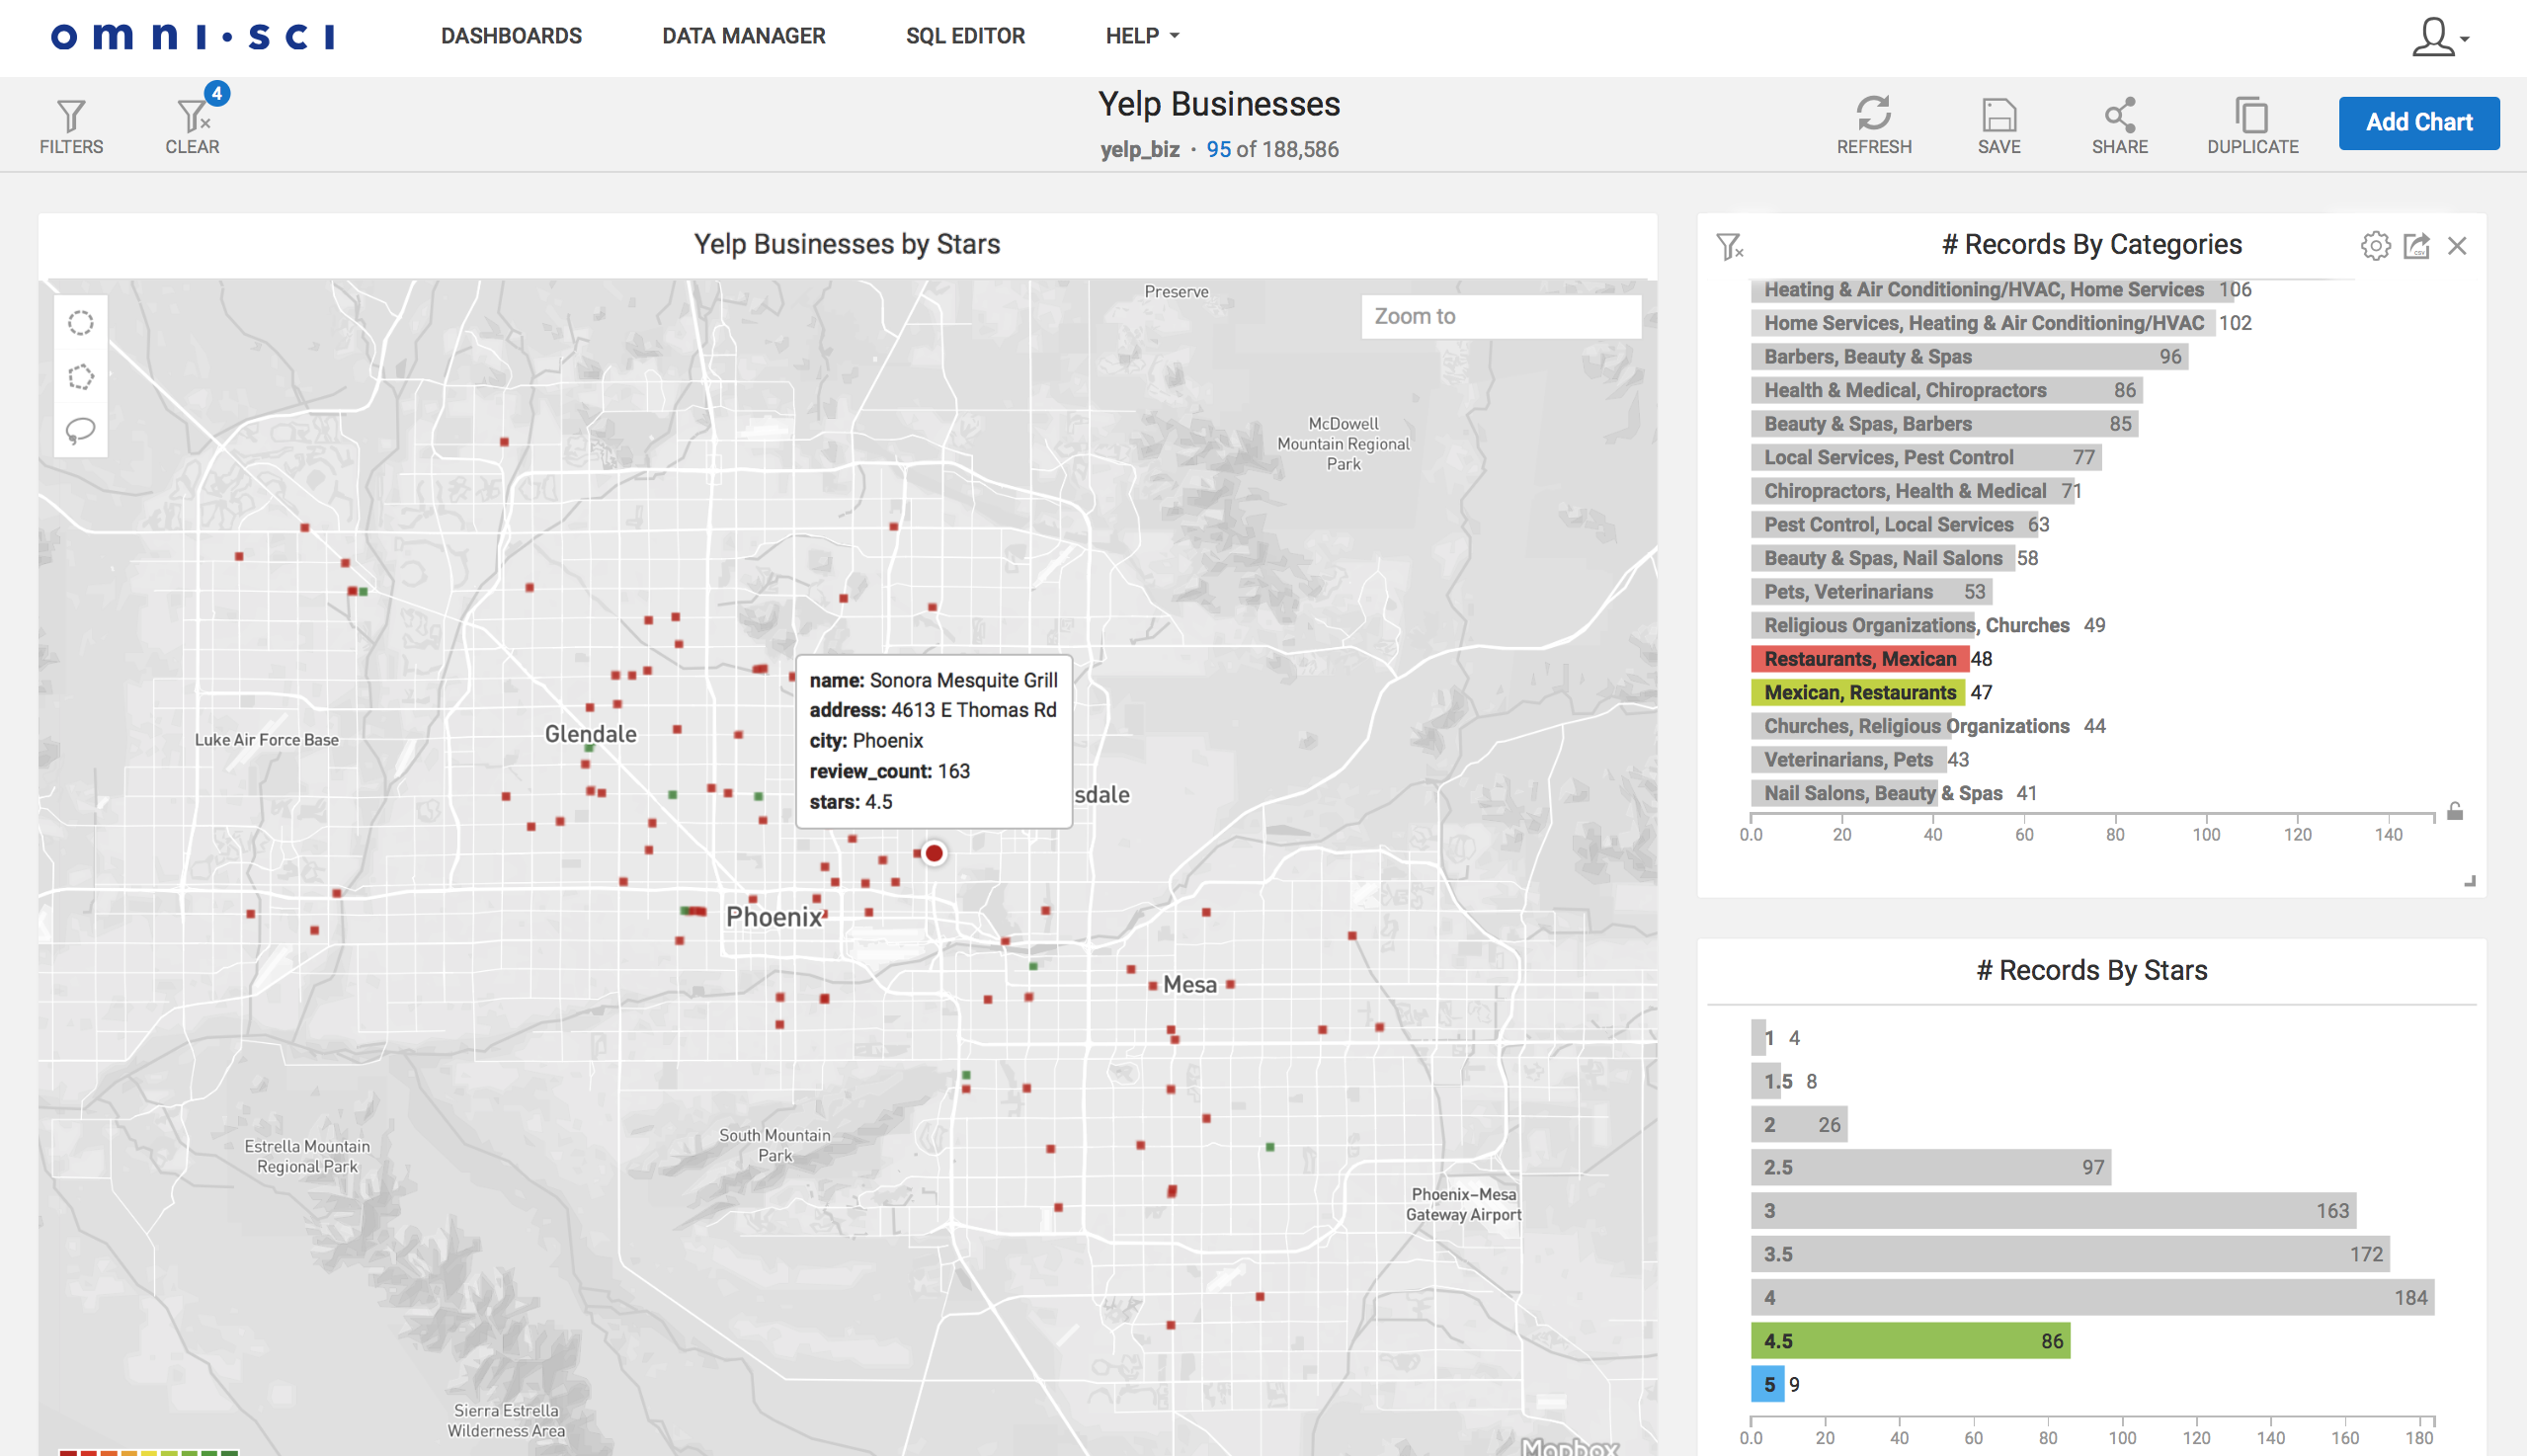 omni·sci
DASHBOARDS
DATA MANAGER
SQL EDITOR
HELP
FILTERS
4
CLEAR
Yelp Businesses
yelp_biz · 95 of 188,586
REFRESH
SAVE
SHARE
DUPLICATE
Add Chart
Yelp Businesses by Stars
Zoom to
Preserve
McDowell
Mountain Regional
Park
name: Sonora Mesquite Grill
address: 4613 E Thomas Rd
city: Phoenix
review_count: 163
stars: 4.5
Glendale
Luke Air Force Base
sdale
Phoenix
Mesa
South Mountain
Park
Estrella Mountain
Regional Park
Phoenix–Mesa
Gateway Airport
Sierra Estrella
Wilderness Area
Mapbox
# Records By Categories
CSV
Heating & Air Conditioning/HVAC, Home Services 106
Home Services, Heating & Air Conditioning/HVAC 102
Barbers, Beauty & Spas 96
Health & Medical, Chiropractors 86
Beauty & Spas, Barbers 85
Local Services, Pest Control 77
Chiropractors, Health & Medical 71
Pest Control, Local Services 63
Beauty & Spas, Nail Salons 58
Pets, Veterinarians 53
Religious Organizations, Churches 49
Restaurants, Mexican 48
Mexican, Restaurants 47
Churches, Religious Organizations 44
Veterinarians, Pets 43
Nail Salons, Beauty & Spas 41
0.0 20 40 60 80 100 120 140
# Records By Stars
1 4
1.5 8
2 26
2.5 97
3 163
3.5 172
4 184
4.5 86
5 9
0.0 20 40 60 80 100 120 140 160 180